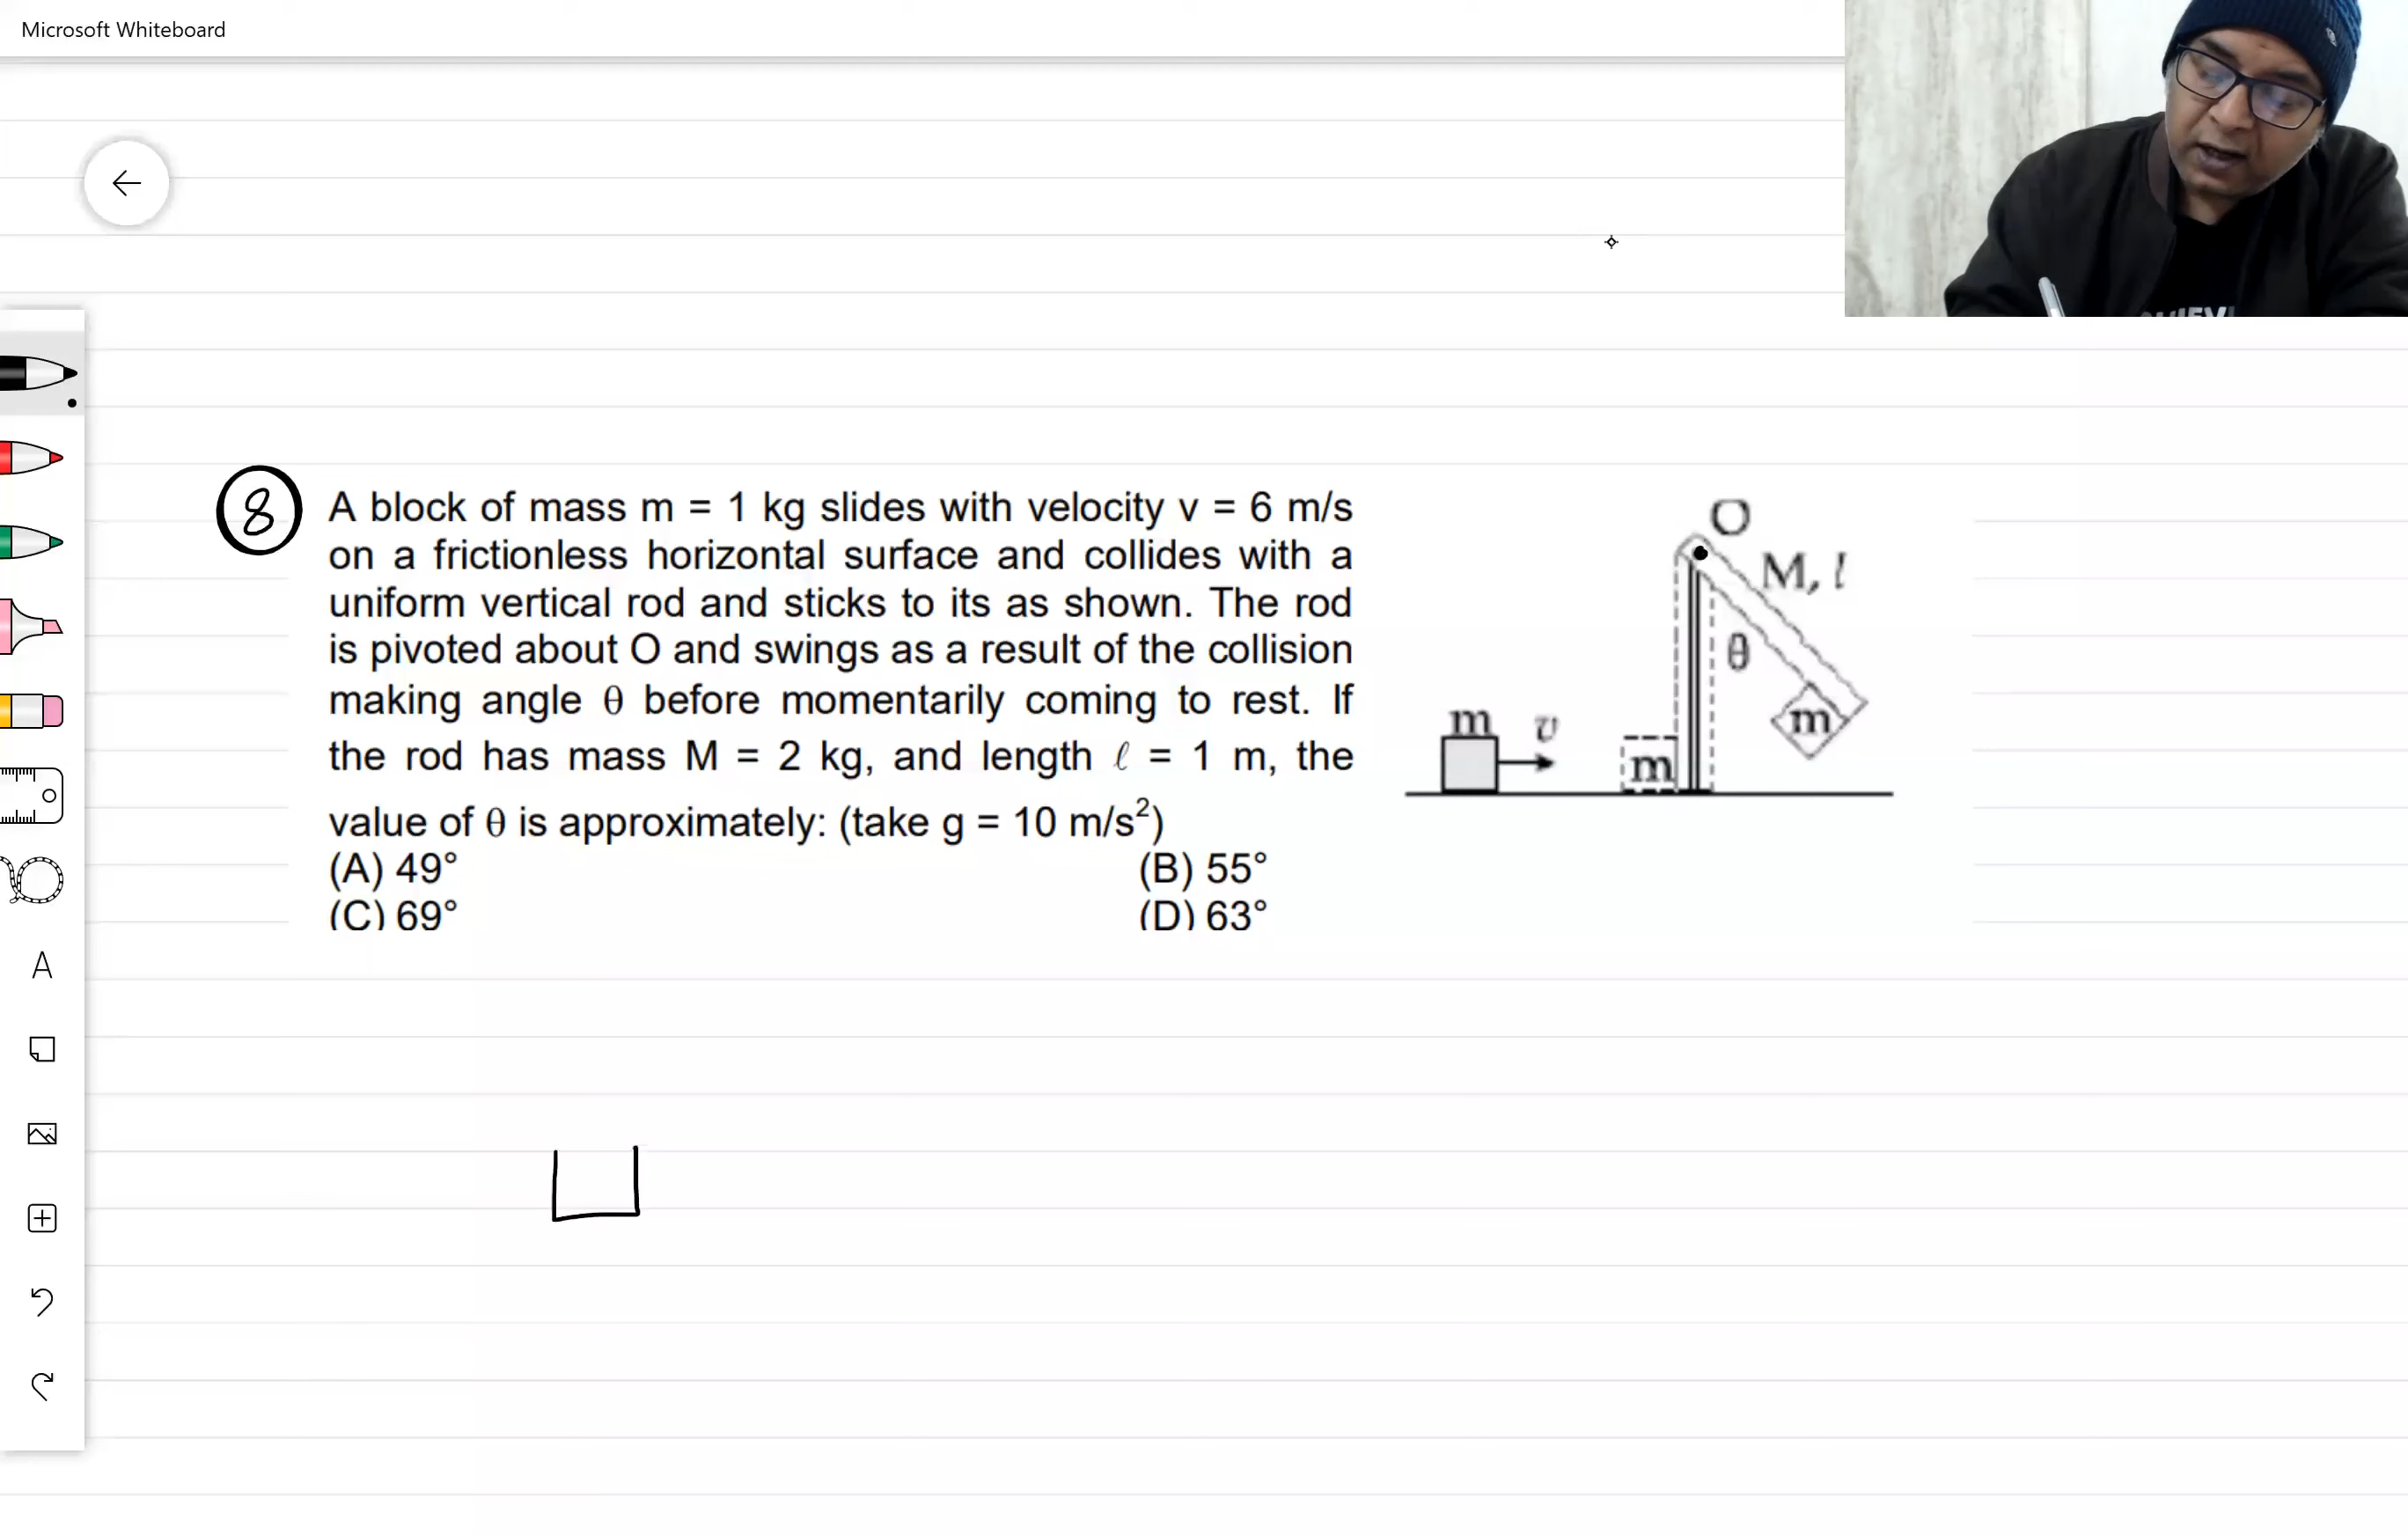 Microsoft Whiteboard
8
A block of mass m = 1 kg slides with velocity v = 6 m/s
on a frictionless horizontal surface and collides with a
uniform vertical rod and sticks to its as shown. The rod
is pivoted about O and swings as a result of the collision
making angle θ before momentarily coming to rest. If
the rod has mass M = 2 kg, and length ℓ = 1 m, the
value of θ is approximately: (take g = 10 m/s²)
(A) 49° (B) 55°
(C) 69° (D) 63°
O
M, l
θ
m v
m
m
A